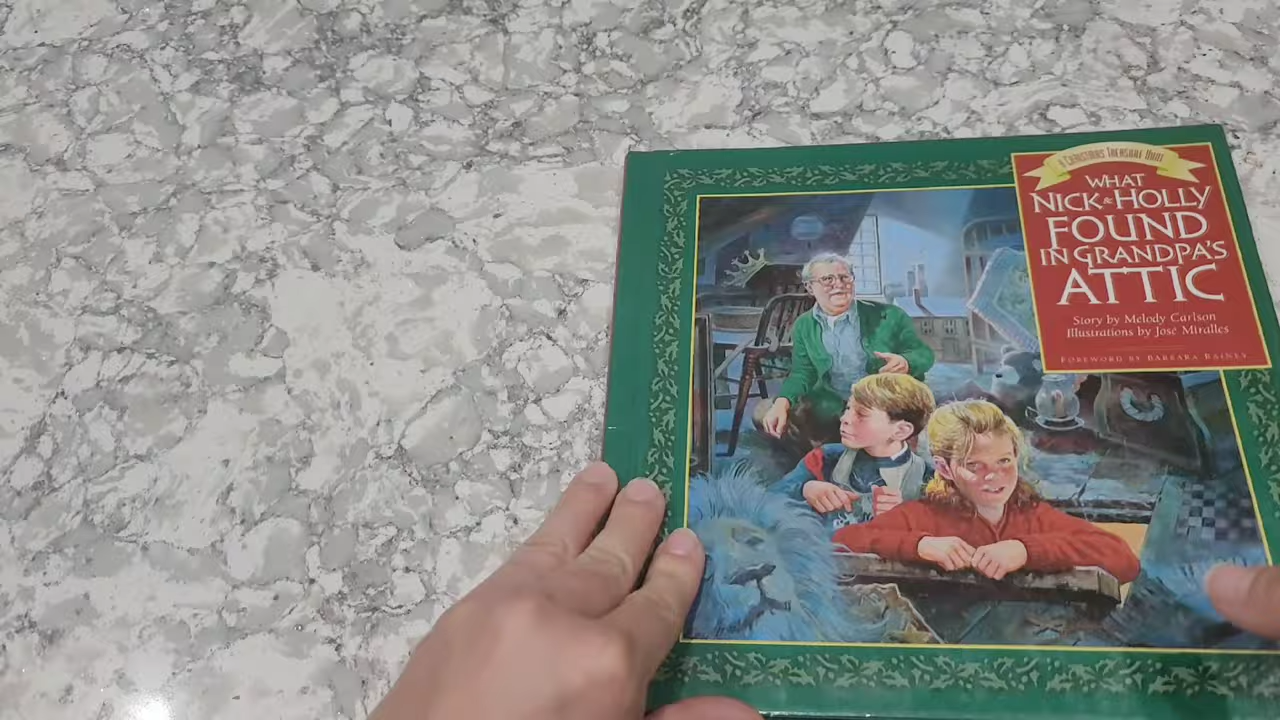 A Christmas Treasure Hunt
WHAT
NICK & HOLLY
FOUND
IN GRANDPA'S
ATTIC
Story by Melody Carlson
Illustrations by José Miralles
FOREWORD BY BARBARA RAINEY